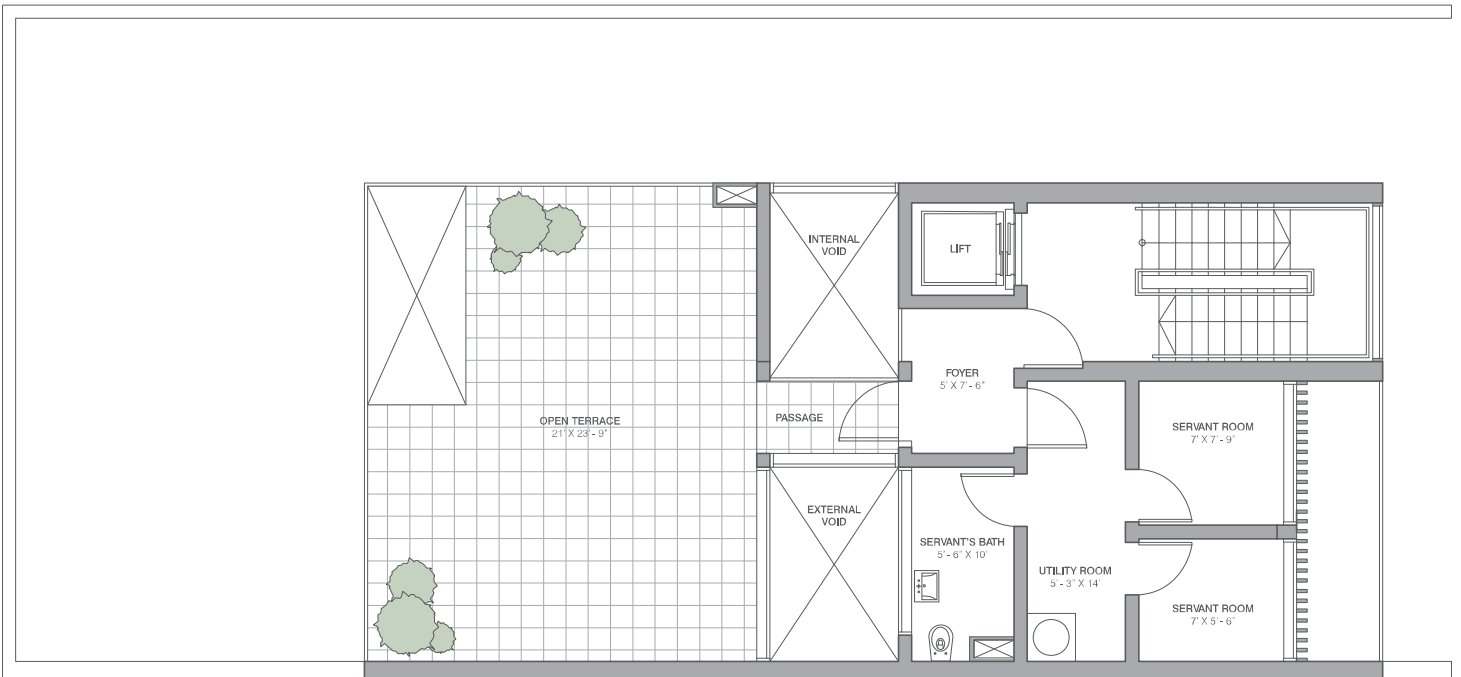 INTERNAL
VOID
LIFT
FOYER
5' X 7' - 6"
OPEN TERRACE
21' X 23' - 9"
PASSAGE
SERVANT ROOM
7' X 7' - 9"
EXTERNAL
VOID
SERVANT'S BATH
5' - 6" X 10'
UTILITY ROOM
5' - 3" X 14'
SERVANT ROOM
7' X 5' - 6"